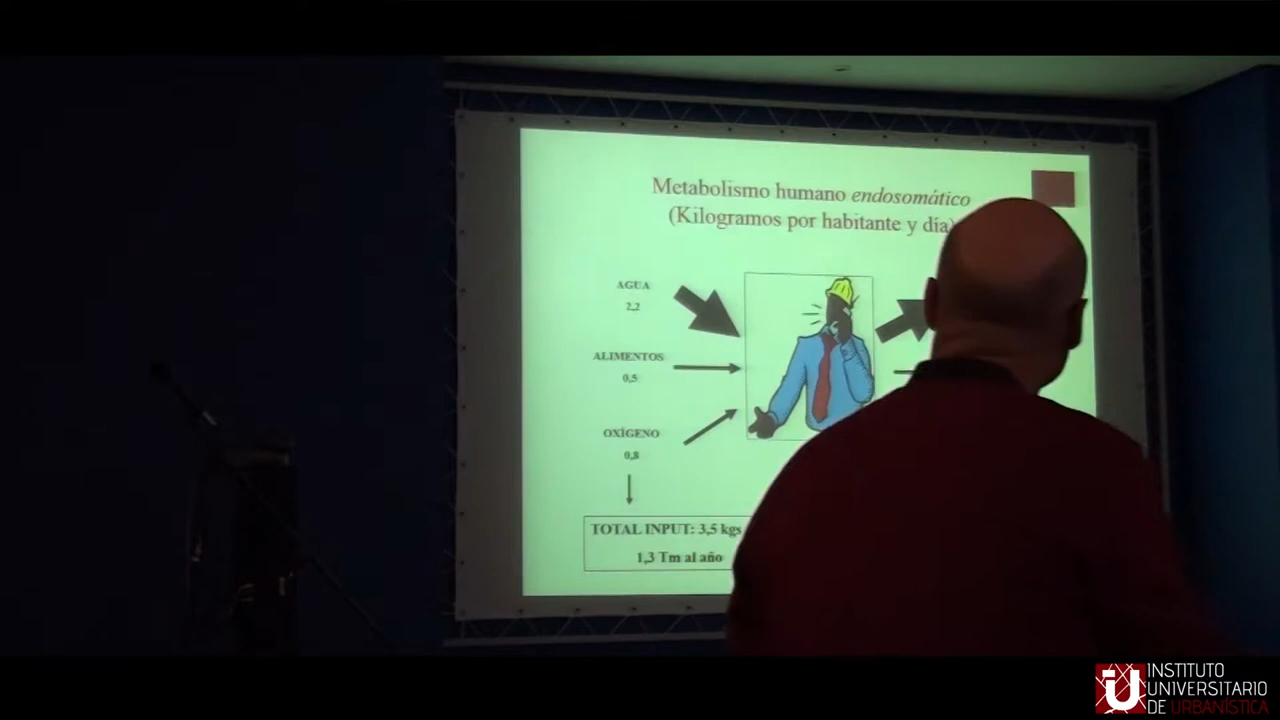 Metabolismo humano endosomático
(Kilogramos por habitante y día)
AGUA
2,2
ALIMENTOS
0,5
OXÍGENO
0,8
TOTAL INPUT: 3,5 kgs
1,3 Tm al año
INSTITUTO
UNIVERSITARIO
DE URBANÍSTICA